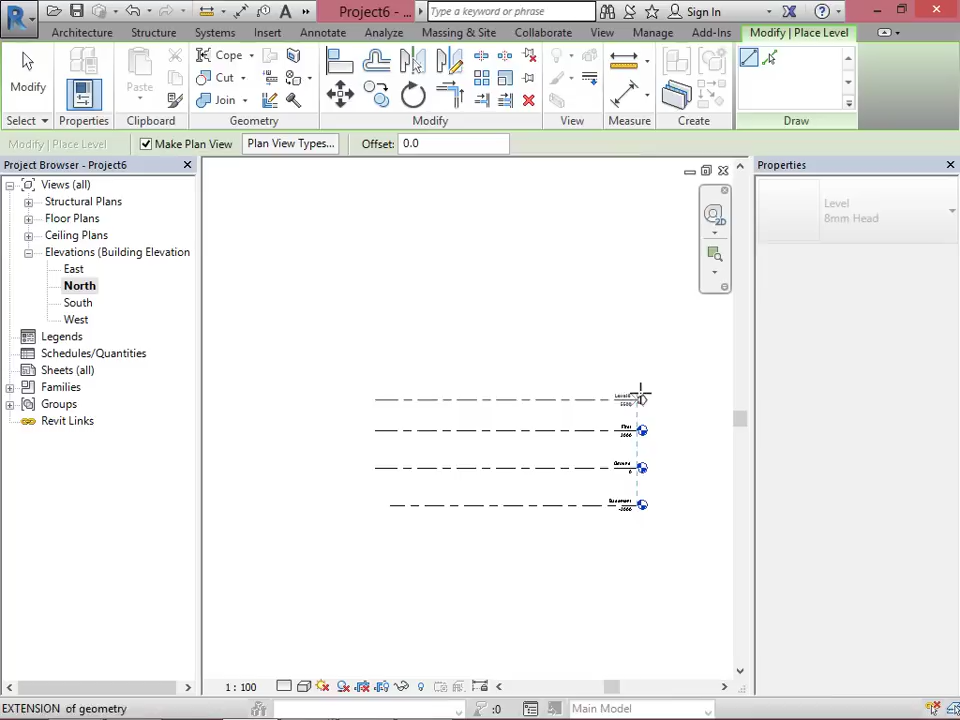 Project6 - ...
Type a keyword or phrase
Sign In
Architecture Structure Systems Insert Annotate Analyze Massing & Site Collaborate View Manage Add-Ins Modify | Place Level
Modify
Paste
Cope
Cut
Join
Select Properties Clipboard Geometry Modify View Measure Create Draw
Modify | Place Level Make Plan View Plan View Types... Offset: 0.0
Project Browser - Project6
Properties
Views (all)
Structural Plans
Floor Plans
Ceiling Plans
Elevations (Building Elevation
East
North
South
West
Legends
Schedules/Quantities
Sheets (all)
Families
Groups
Revit Links
Level
8mm Head
2D
0
Basement
1 : 100
EXTENSION of geometry
:0
Main Model